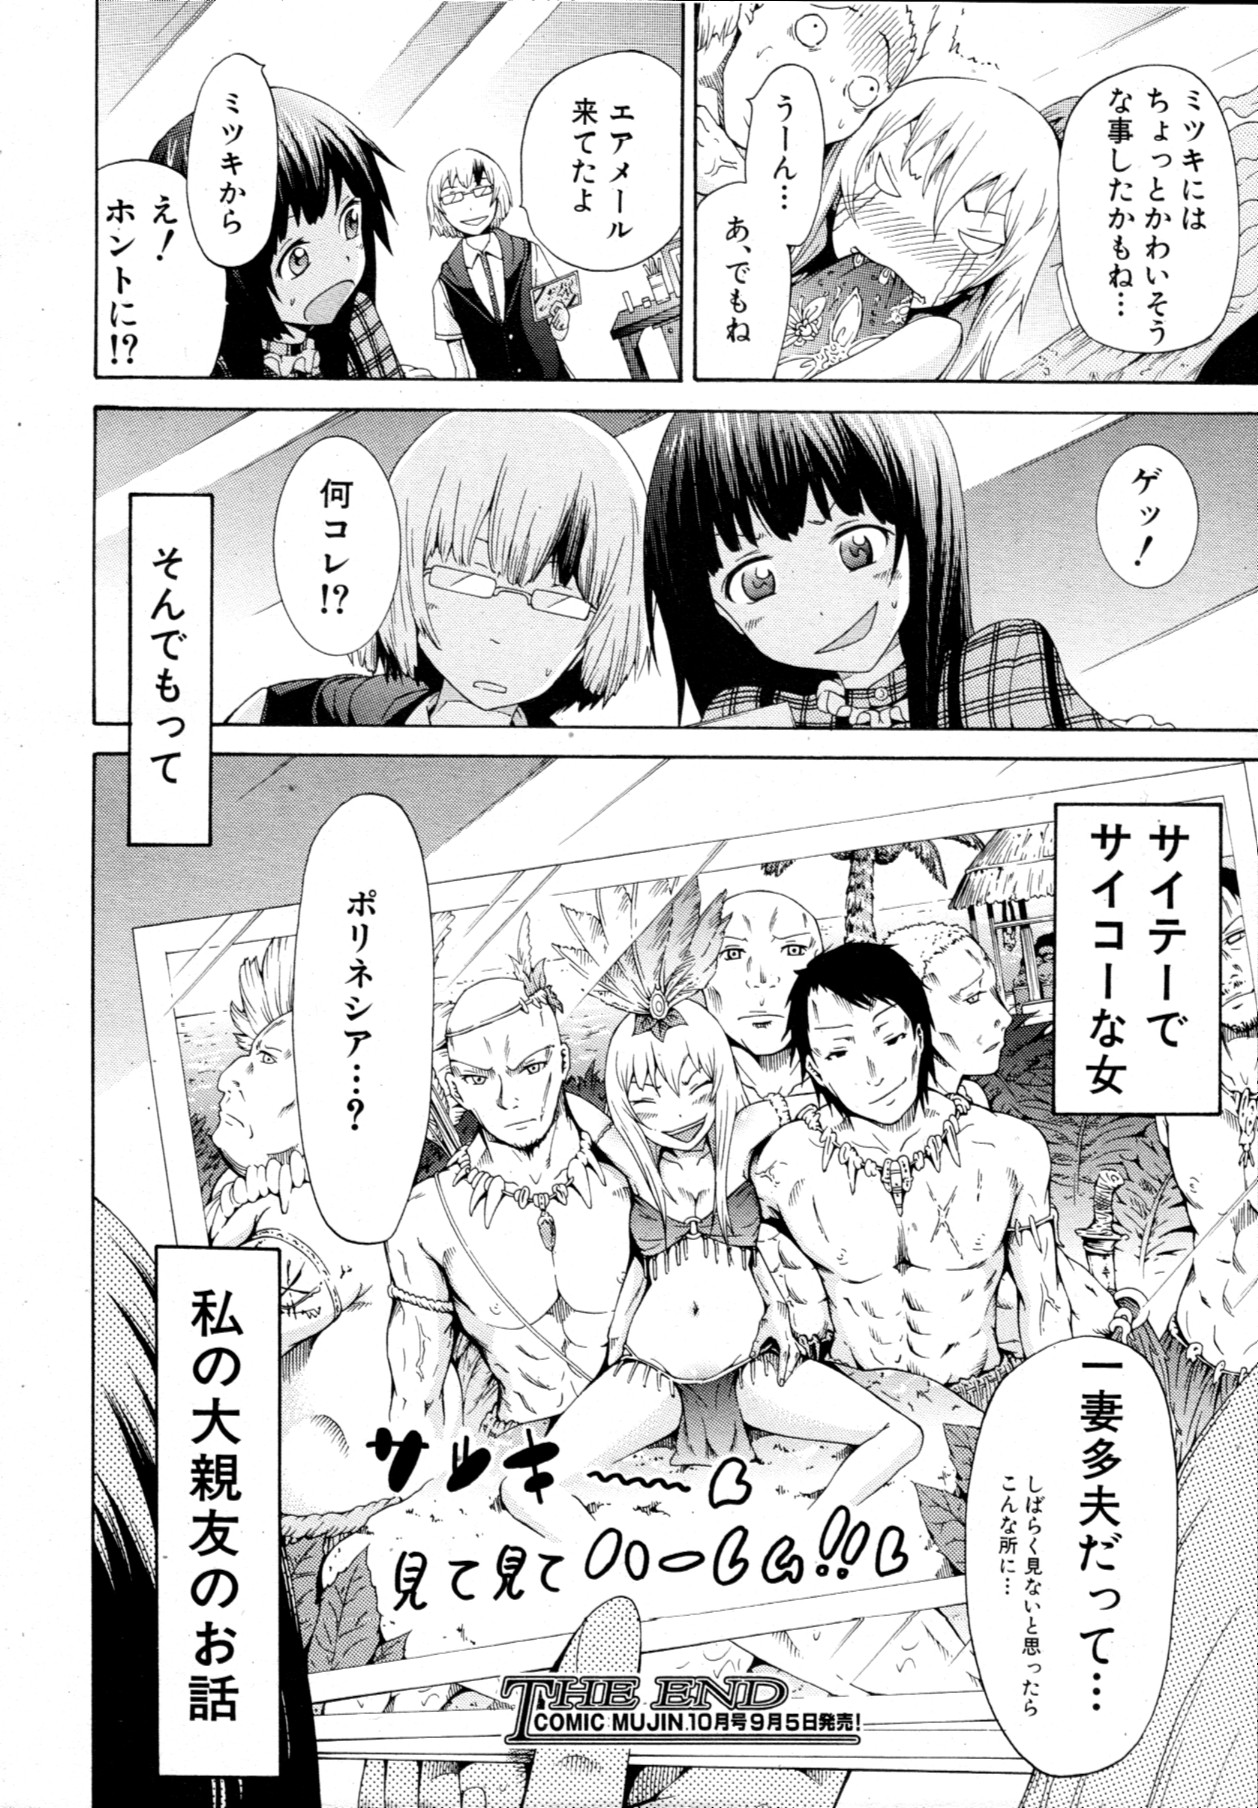 ミツキには
ちょっとかわいそう
な事したかもね…
うーん…
あ、でもね
エアメール
来てたよ
ミツキから
え！
ホントに!?
ゲッ！
何コレ!?
そんでもって
サイテーで
サイコーな女
ポリネシア…？
一妻多夫だって…
しばらく見ないと思ったら
こんな所に…
見て見て
私の大親友のお話
THE END
COMIC MUJIN 10月号9月5日発売！